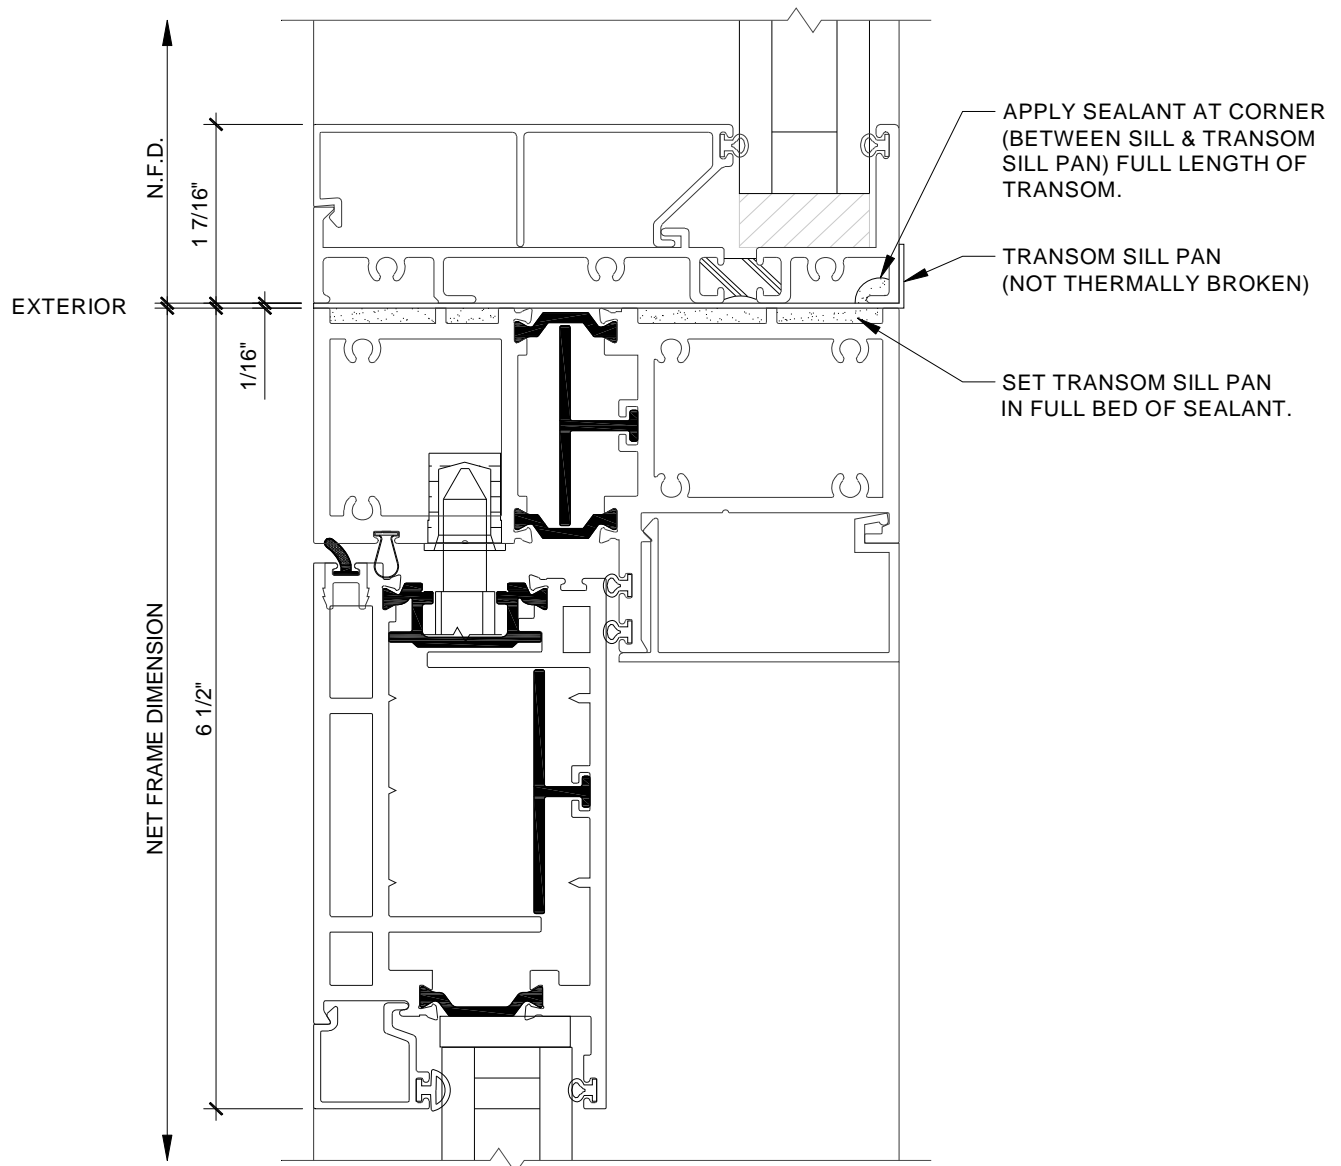 APPLY SEALANT AT CORNER
(BETWEEN SILL & TRANSOM
SILL PAN) FULL LENGTH OF
TRANSOM.
N.F.D.
1 7/16"
TRANSOM SILL PAN
(NOT THERMALLY BROKEN)
EXTERIOR
1/16"
SET TRANSOM SILL PAN
IN FULL BED OF SEALANT.
NET FRAME DIMENSION
6 1/2"